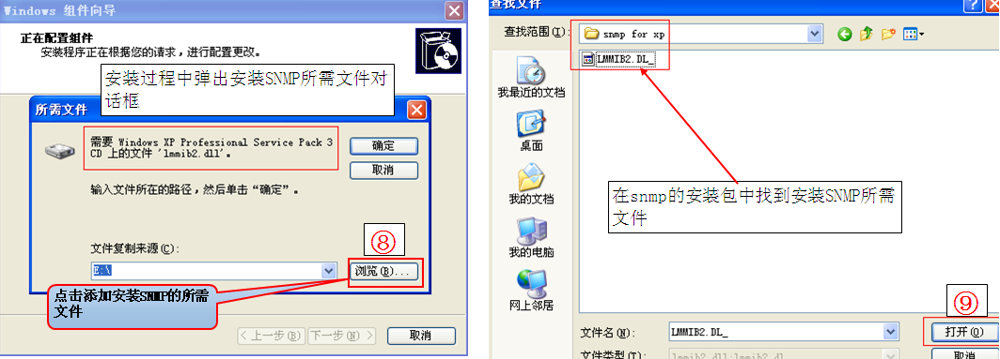 Windows 组件向导
正在配置组件
安装程序正在根据您的请求，进行配置更改。
安装过程中弹出安装SNMP所需文件对
话框
所需文件
需要 Windows XP Professional Service Pack 3
CD 上的文件 'lmmib2.dll'。
确定
取消
输入文件所在的路径，然后单击“确定”。
⑧
文件复制来源(C):
E:\
浏览(B)...
点击添加安装SNMP的所需
文件
< 上一步(B)
下一步(N) >
取消
查找文件
查找范围(I):
snmp for xp
LMMIB2.DL_
我最近的文档
桌面
我的文档
我的电脑
网上邻居
在snmp的安装包中找到安装SNMP所需
文件
⑨
文件名(N):
LMMIB2.DL_
打开(O)
文件类型(T):
lmmib2.dll;lmmib2.dl_
取消